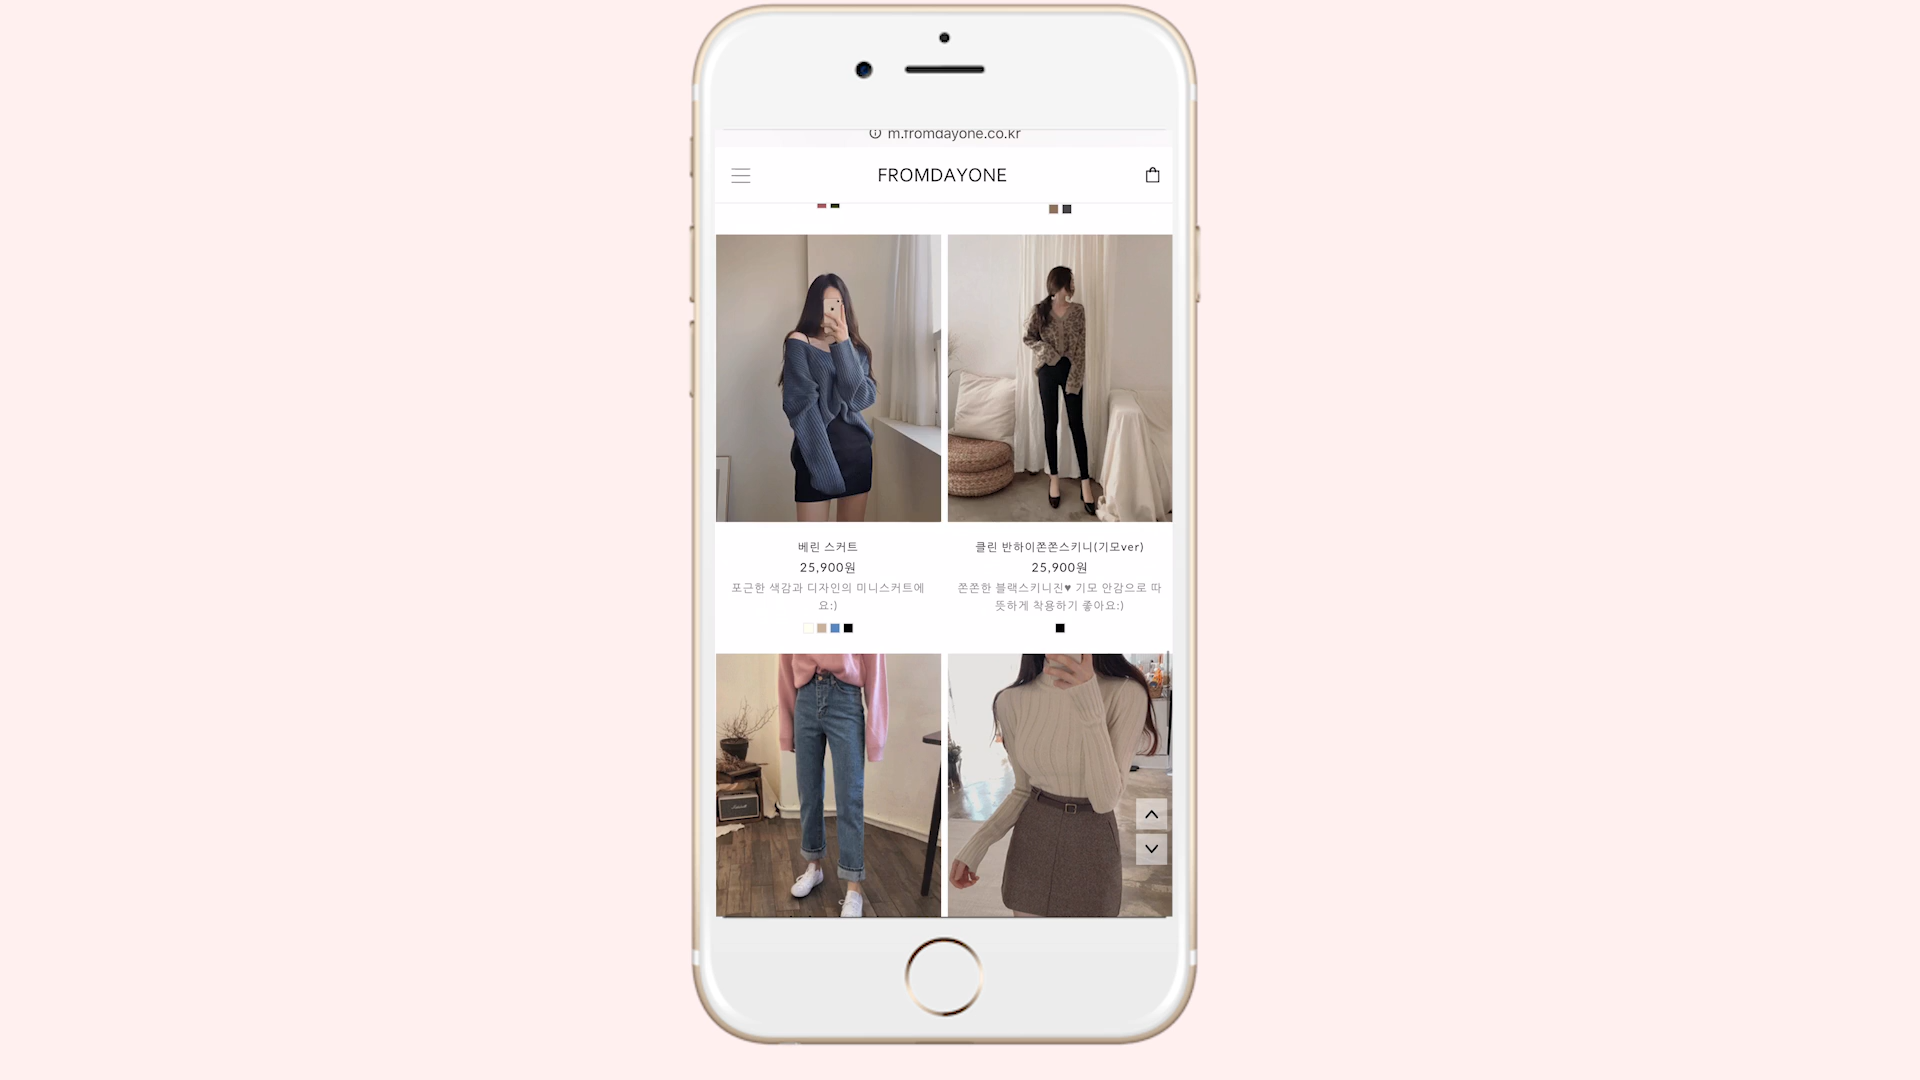 m.fromdayone.co.kr
FROMDAYONE
베린 스커트
25,900원
포근한 색감과 디자인의 미니스커트에
요:)
클린 반하이쫀쫀스키니(기모ver)
25,900원
쫀쫀한 블랙스키니진♥ 기모 안감으로 따
뜻하게 착용하기 좋아요:)